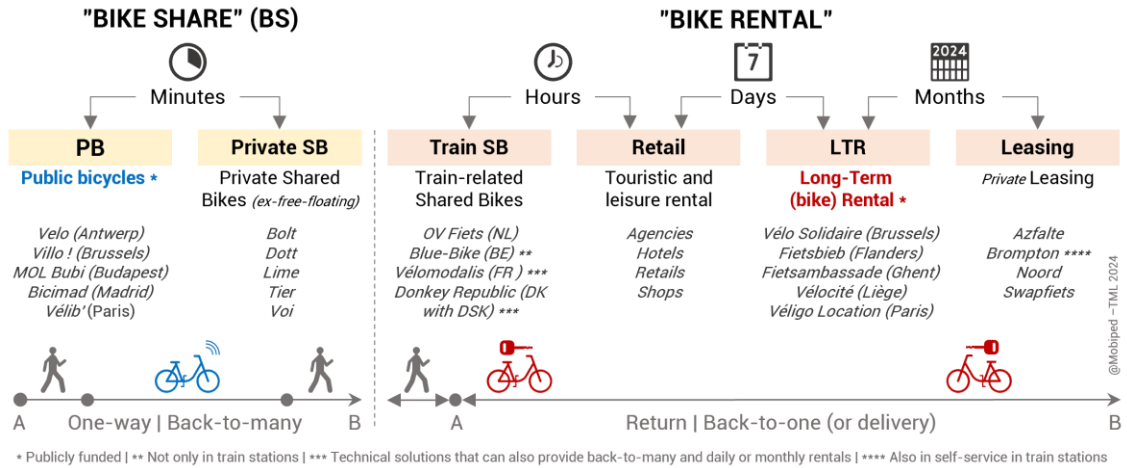 "BIKE SHARE" (BS)
"BIKE RENTAL"
2024
7
Minutes
Hours
Days
Months
PB
Private SB
Train SB
Retail
LTR
Leasing
Public bicycles *
Private Shared
Bikes (ex-free-floating)
Train-related
Shared Bikes
Touristic and
leisure rental
Long-Term
(bike) Rental *
Private Leasing
Velo (Antwerp)
Villo ! (Brussels)
MOL Bubi (Budapest)
Bicimad (Madrid)
Vélib' (Paris)
Bolt
Dott
Lime
Tier
Voi
OV Fiets (NL)
Blue-Bike (BE) **
Vélomodalis (FR ) ***
Donkey Republic (DK
with DSK) ***
Agencies
Hotels
Retails
Shops
Vélo Solidaire (Brussels)
Fietsbieb (Flanders)
Fietsambassade (Ghent)
Vélocité (Liège)
Véligo Location (Paris)
Azfalte
Brompton ****
Noord
Swapfiets
@Mobiped –TML 2024
A
One-way | Back-to-many
B
A
Return | Back-to-one (or delivery)
B
* Publicly funded | ** Not only in train stations | *** Technical solutions that can also provide back-to-many and daily or monthly rentals | **** Also in self-service in train stations